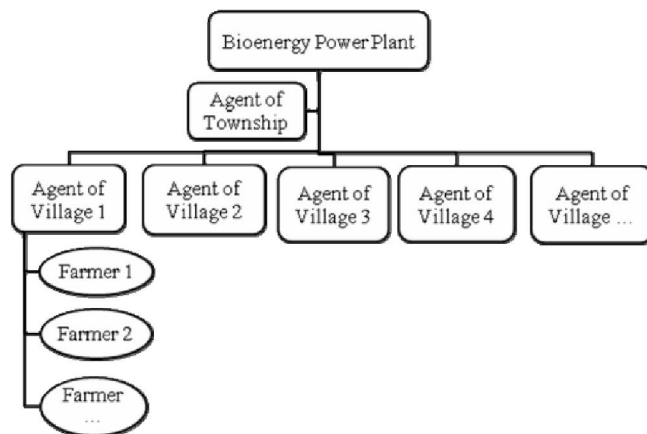 Bioenergy Power Plant
Agent of
Township
Agent of
Village 1
Agent of
Village 2
Agent of
Village 3
Agent of
Village 4
Agent of
Village ...
Farmer 1
Farmer 2
Farmer
...